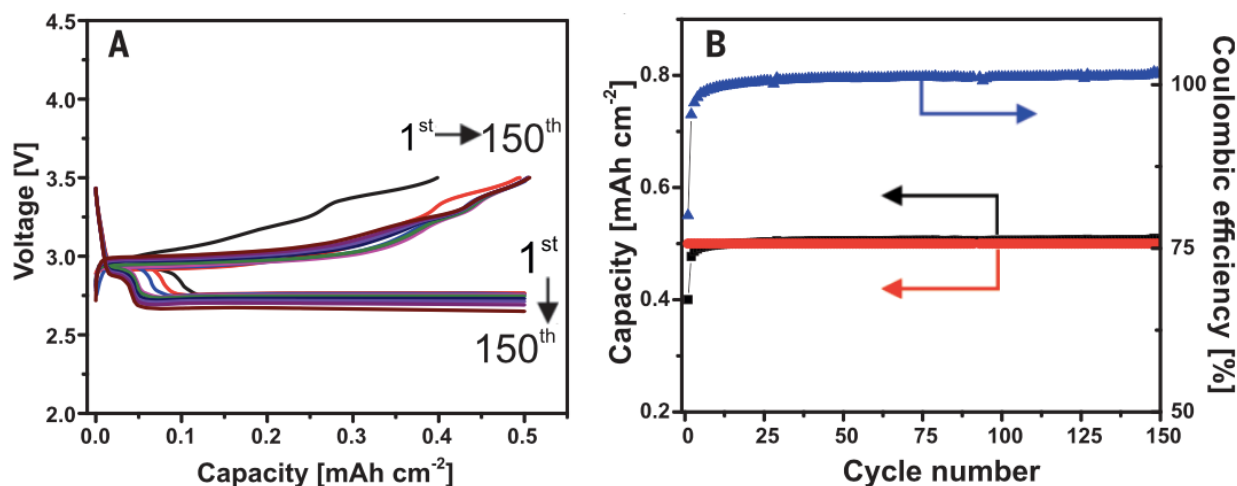 A
Voltage [V]
4.5
4.0
3.5
3.0
2.5
2.0
1st 150th
1st
150th
0.0 0.1 0.2 0.3 0.4 0.5
Capacity [mAh cm-2]
B
Capacity [mAh cm-2]
0.8
0.6
0.4
0.2
100
75
50
Coulombic efficiency [%]
0 25 50 75 100 125 150
Cycle number